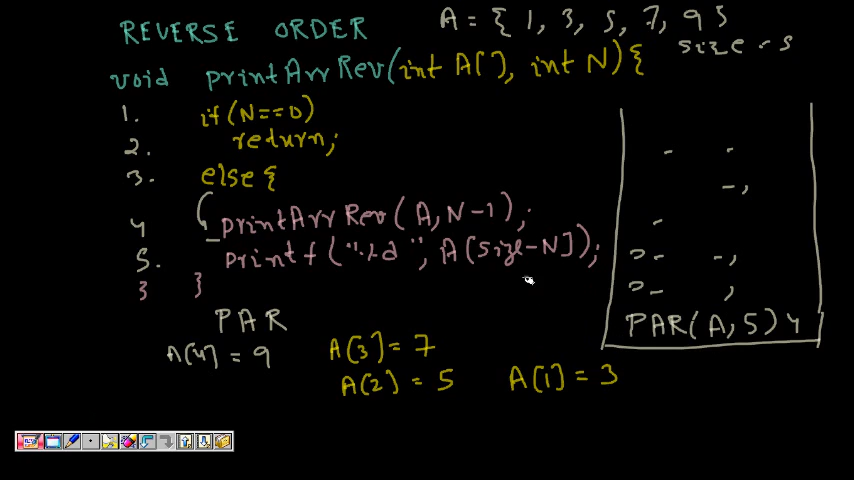 REVERSE ORDER
A = { 1, 3, 5, 7, 9 }
size = 5
void printArrRev(int A[], int N) {
1. if (N==0)
2. return;
3. else {
4 printArrRev(A, N-1);
5. printf("%d", A[size-N]);
3 }
PAR
PAR(A, 5) 4
A[4] = 9
A[3] = 7
A[2] = 5
A[1] = 3